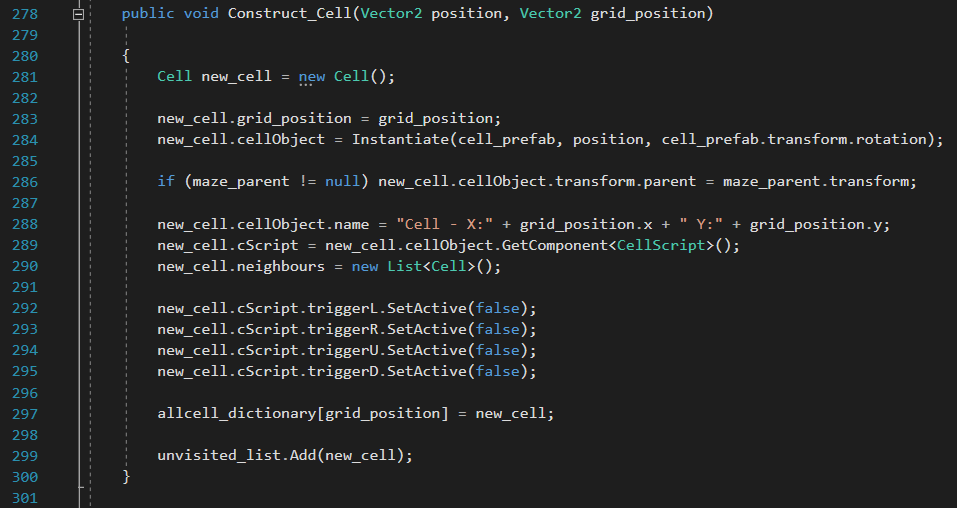 278 public void Construct_Cell(Vector2 position, Vector2 grid_position)
279
280 {
281 Cell new_cell = new Cell();
282
283 new_cell.grid_position = grid_position;
284 new_cell.cellObject = Instantiate(cell_prefab, position, cell_prefab.transform.rotation);
285
286 if (maze_parent != null) new_cell.cellObject.transform.parent = maze_parent.transform;
287
288 new_cell.cellObject.name = "Cell - X:" + grid_position.x + " Y:" + grid_position.y;
289 new_cell.cScript = new_cell.cellObject.GetComponent<CellScript>();
290 new_cell.neighbours = new List<Cell>();
291
292 new_cell.cScript.triggerL.SetActive(false);
293 new_cell.cScript.triggerR.SetActive(false);
294 new_cell.cScript.triggerU.SetActive(false);
295 new_cell.cScript.triggerD.SetActive(false);
296
297 allcell_dictionary[grid_position] = new_cell;
298
299 unvisited_list.Add(new_cell);
300 }
301